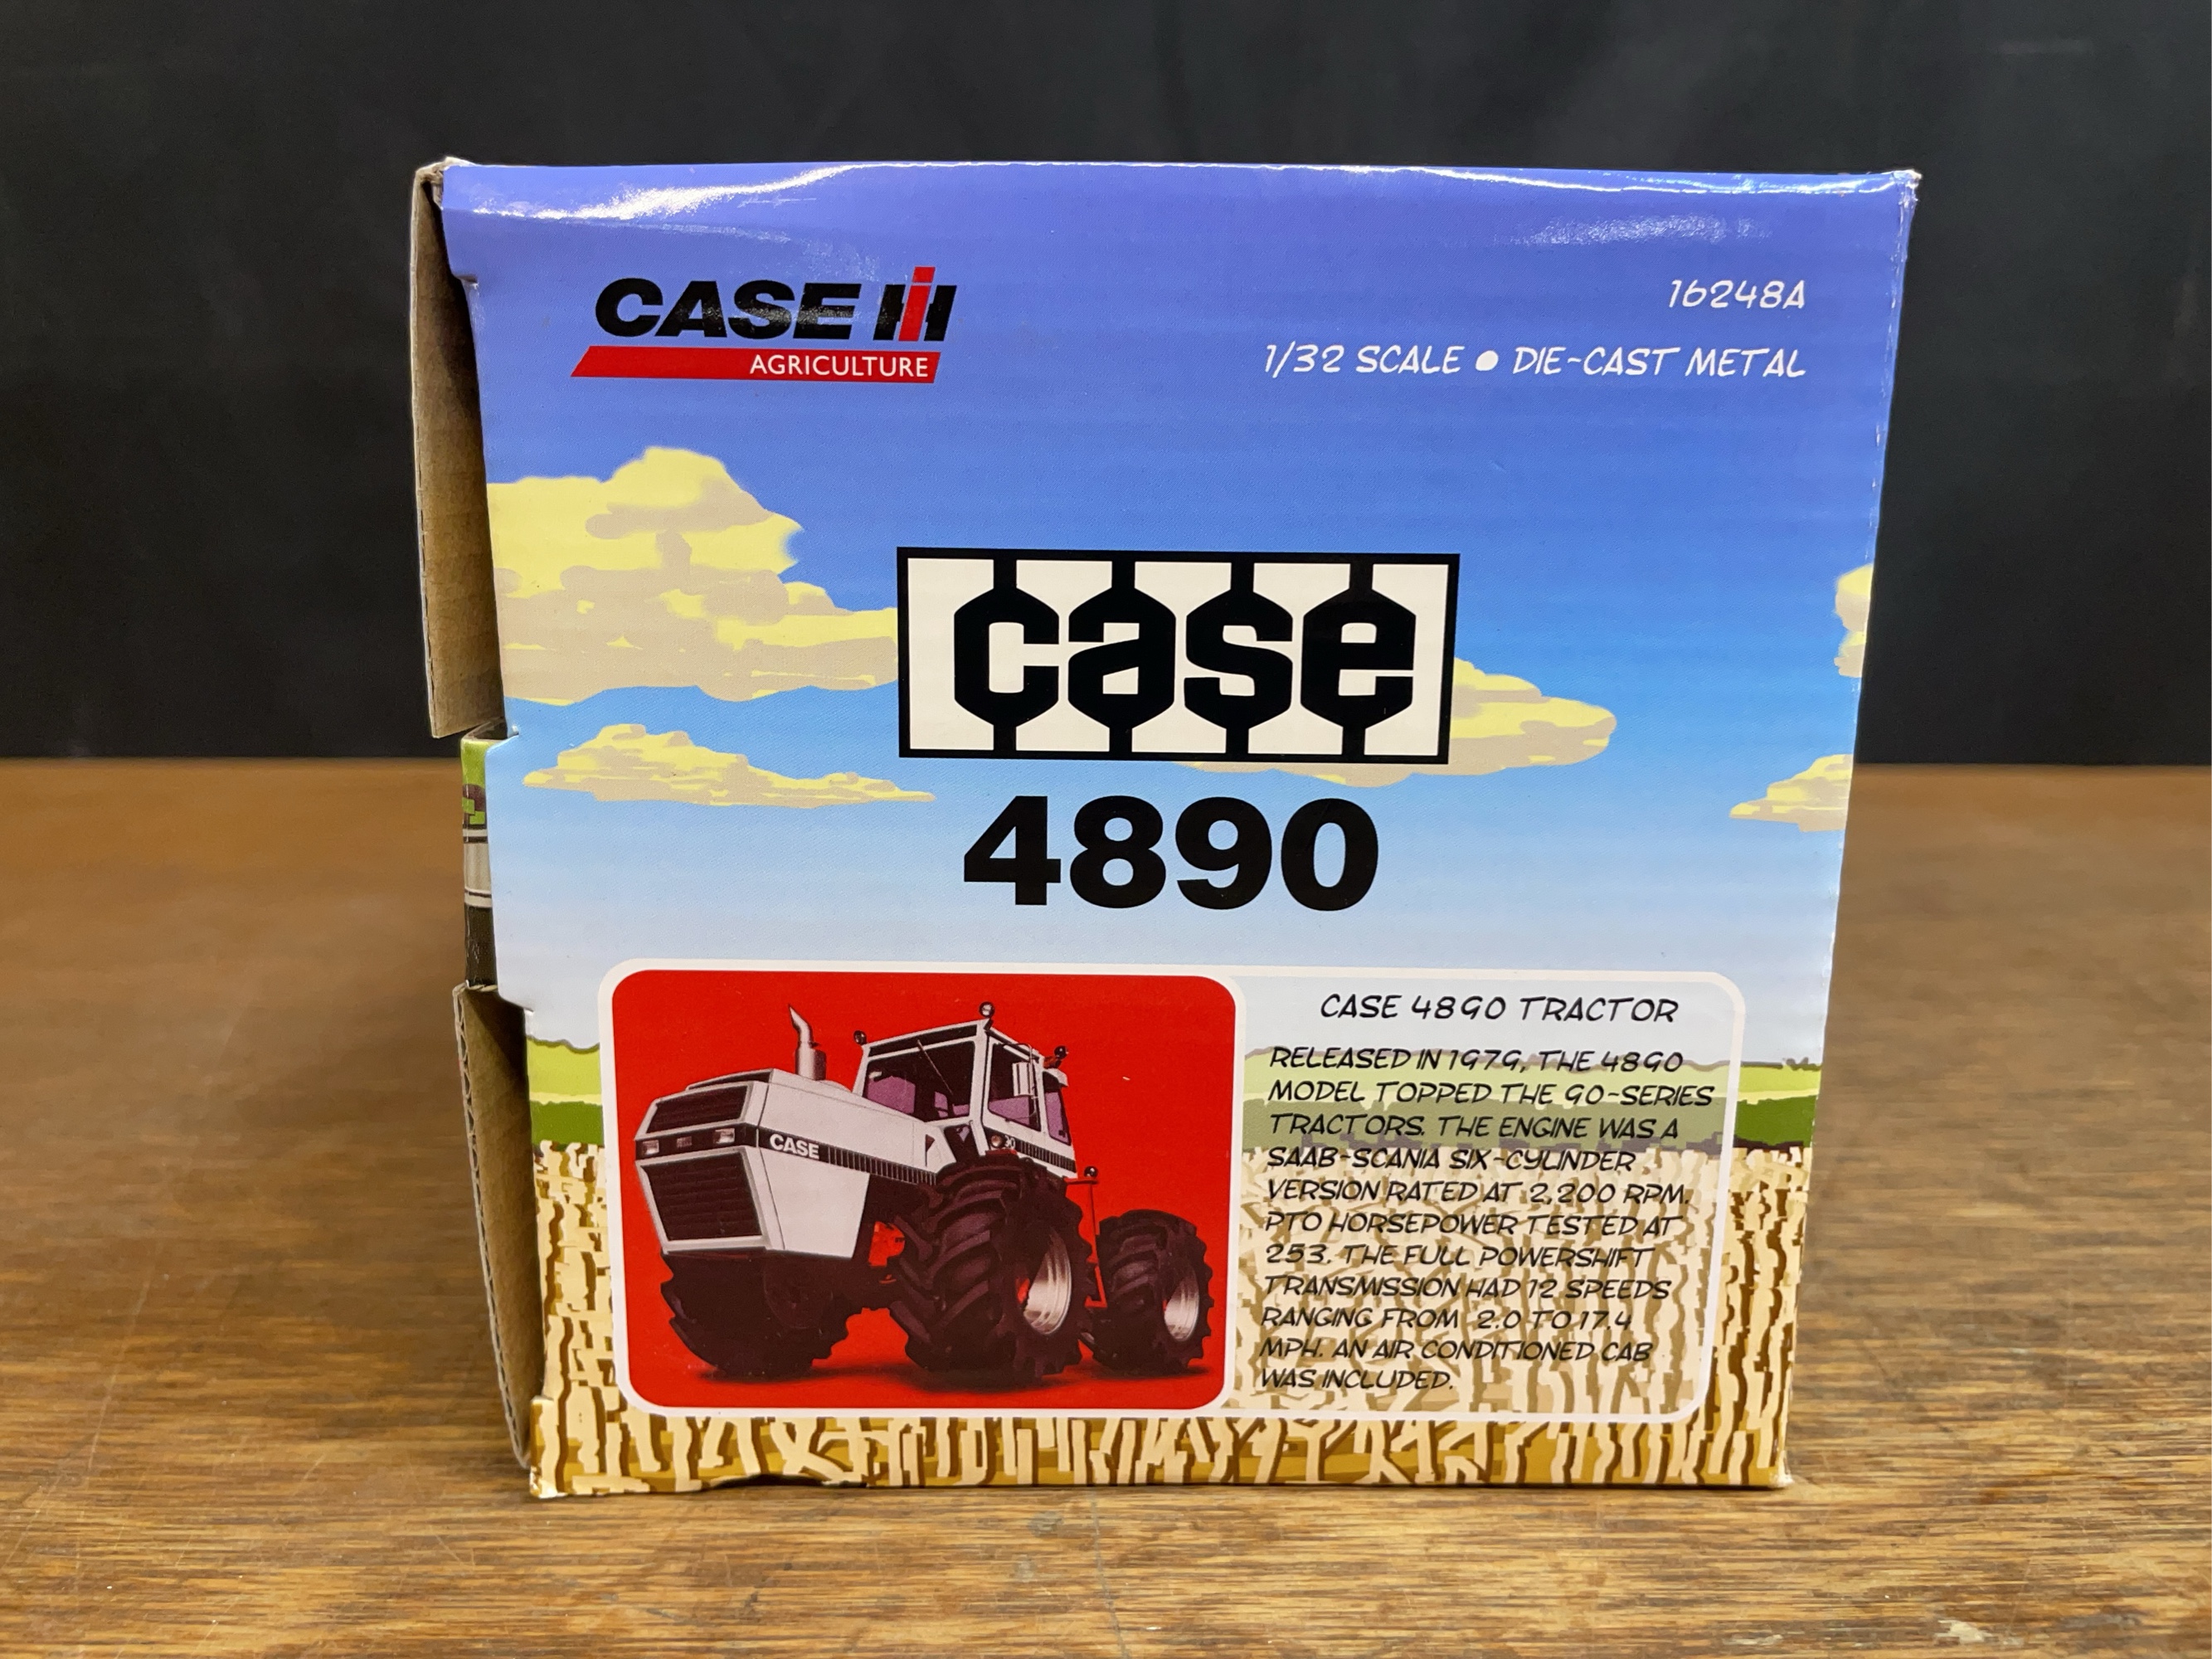 CASE IH
AGRICULTURE
16248A
1/32 SCALE ● DIE-CAST METAL
case
4890
CASE
CASE 4890 TRACTOR
RELEASED IN 1979, THE 4890
MODEL TOPPED THE 90-SERIES
TRACTORS. THE ENGINE WAS A
SAAB-SCANIA SIX-CYLINDER
VERSION RATED AT 2,200 RPM.
PTO HORSEPOWER TESTED AT
253. THE FULL POWERSHIFT
TRANSMISSION HAD 12 SPEEDS
RANGING FROM 2.0 TO 17.4
MPH. AN AIR CONDITIONED CAB
WAS INCLUDED.